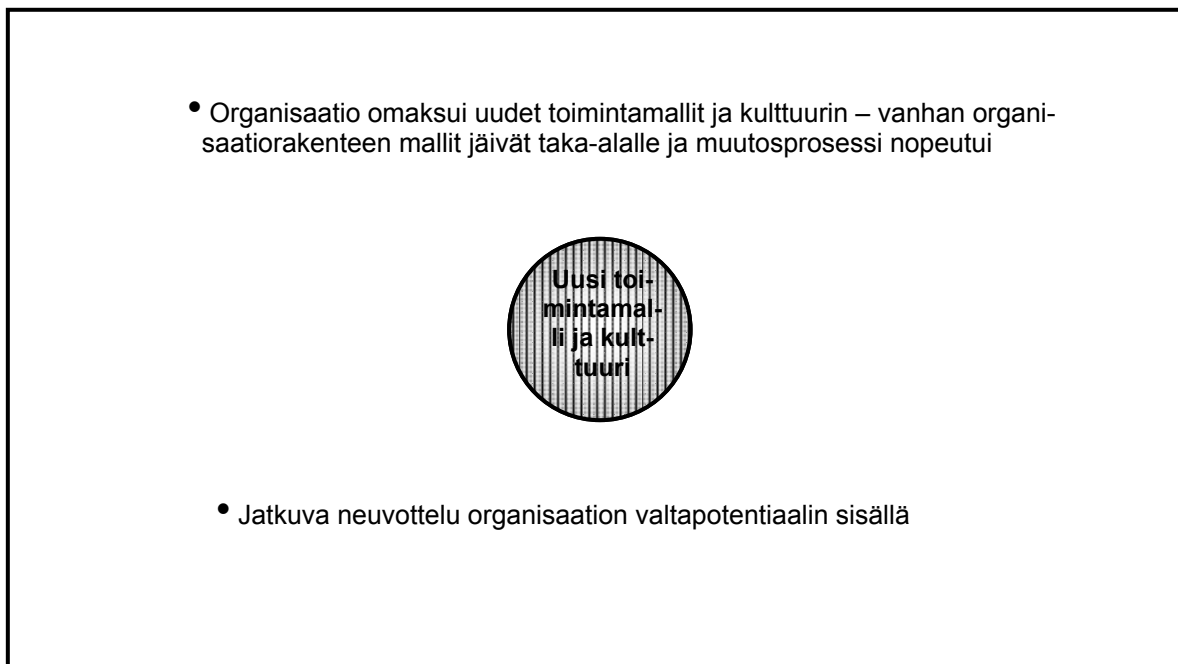 • Organisaatio omaksui uudet toimintamallit ja kulttuurin – vanhan organi-
saatiorakenteen mallit jäivät taka-alalle ja muutosprosessi nopeutui
Uusi toi-
mintamal-
li ja kult-
tuuri
• Jatkuva neuvottelu organisaation valtapotentiaalin sisällä